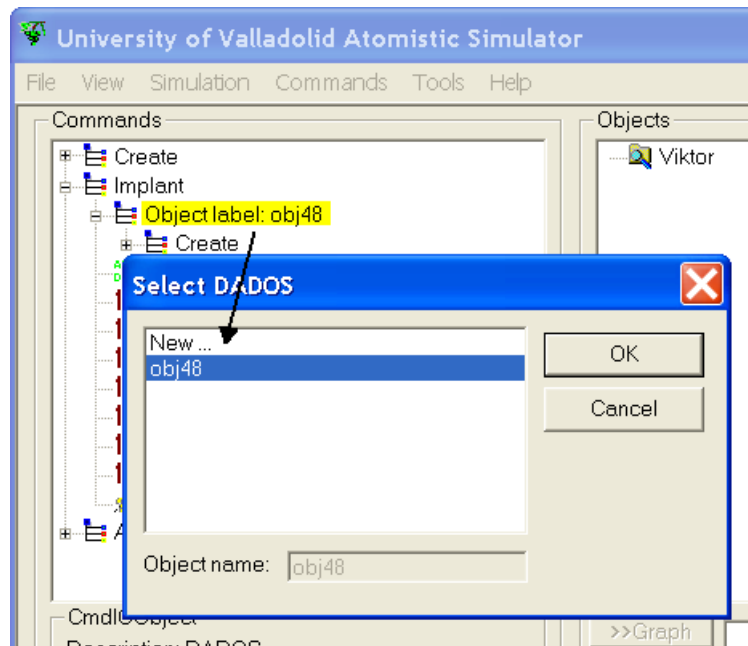 University of Valladolid Atomistic Simulator
File View Simulation Commands Tools Help
Commands
Objects
Create
Viktor
Implant
Object label: obj48
Create
Select DADOS
New ...
OK
obj48
Cancel
Object name: obj48
>>Graph